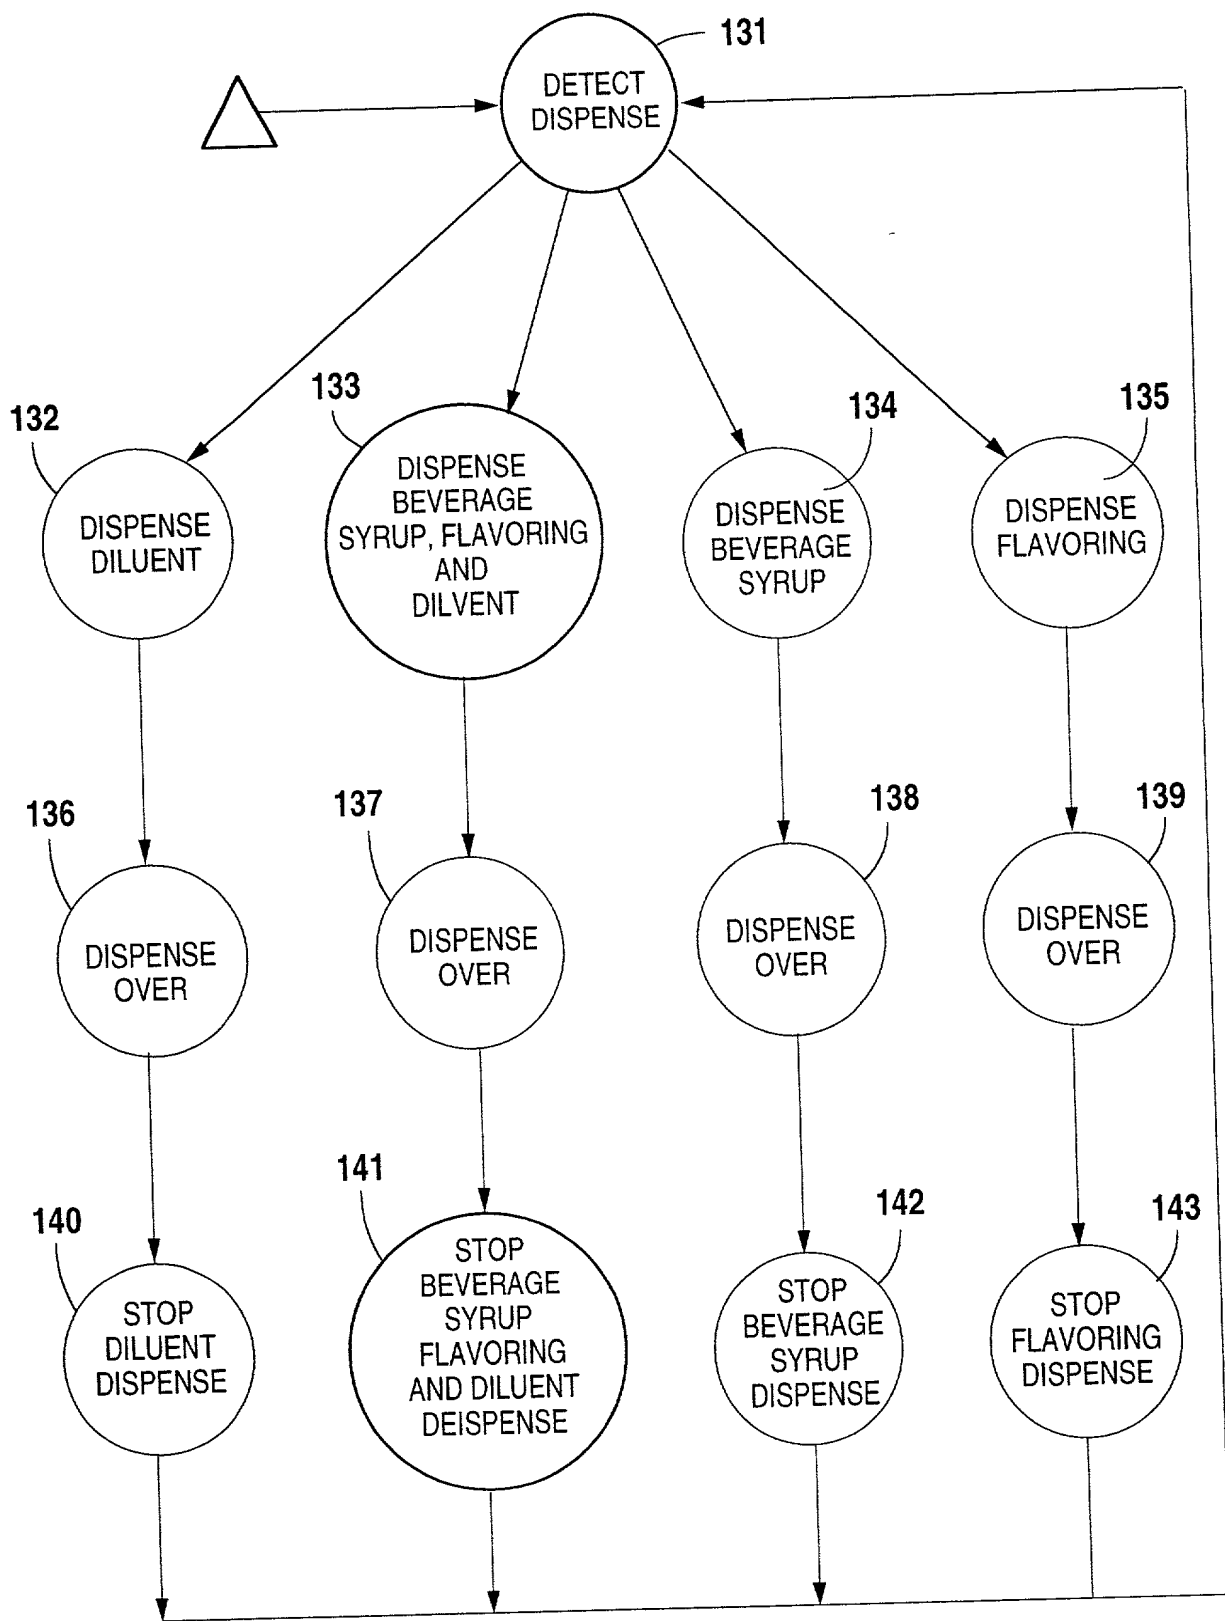 131
DETECT
DISPENSE
132
DISPENSE
DILUENT
133
DISPENSE
BEVERAGE
SYRUP, FLAVORING
AND
DILVENT
134
DISPENSE
BEVERAGE
SYRUP
135
DISPENSE
FLAVORING
136
DISPENSE
OVER
137
DISPENSE
OVER
138
DISPENSE
OVER
139
DISPENSE
OVER
140
STOP
DILUENT
DISPENSE
141
STOP
BEVERAGE
SYRUP
FLAVORING
AND DILUENT
DEISPENSE
142
STOP
BEVERAGE
SYRUP
DISPENSE
143
STOP
FLAVORING
DISPENSE